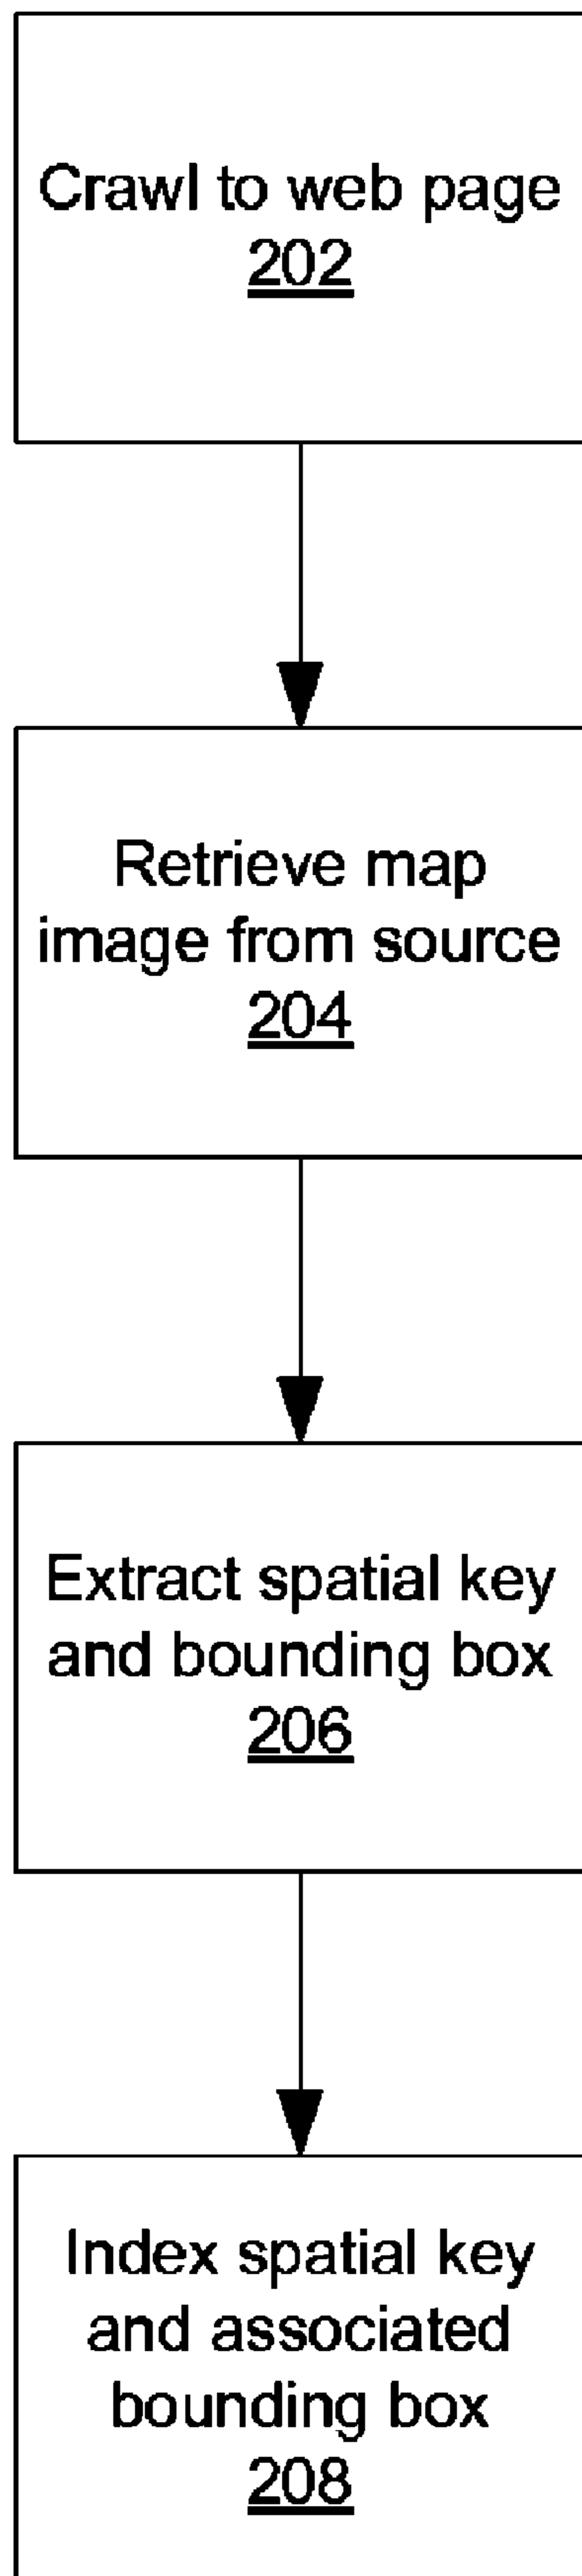 Crawl to web page
202
Retrieve map
image from source
204
Extract spatial key
and bounding box
206
Index spatial key
and associated
bounding box
208